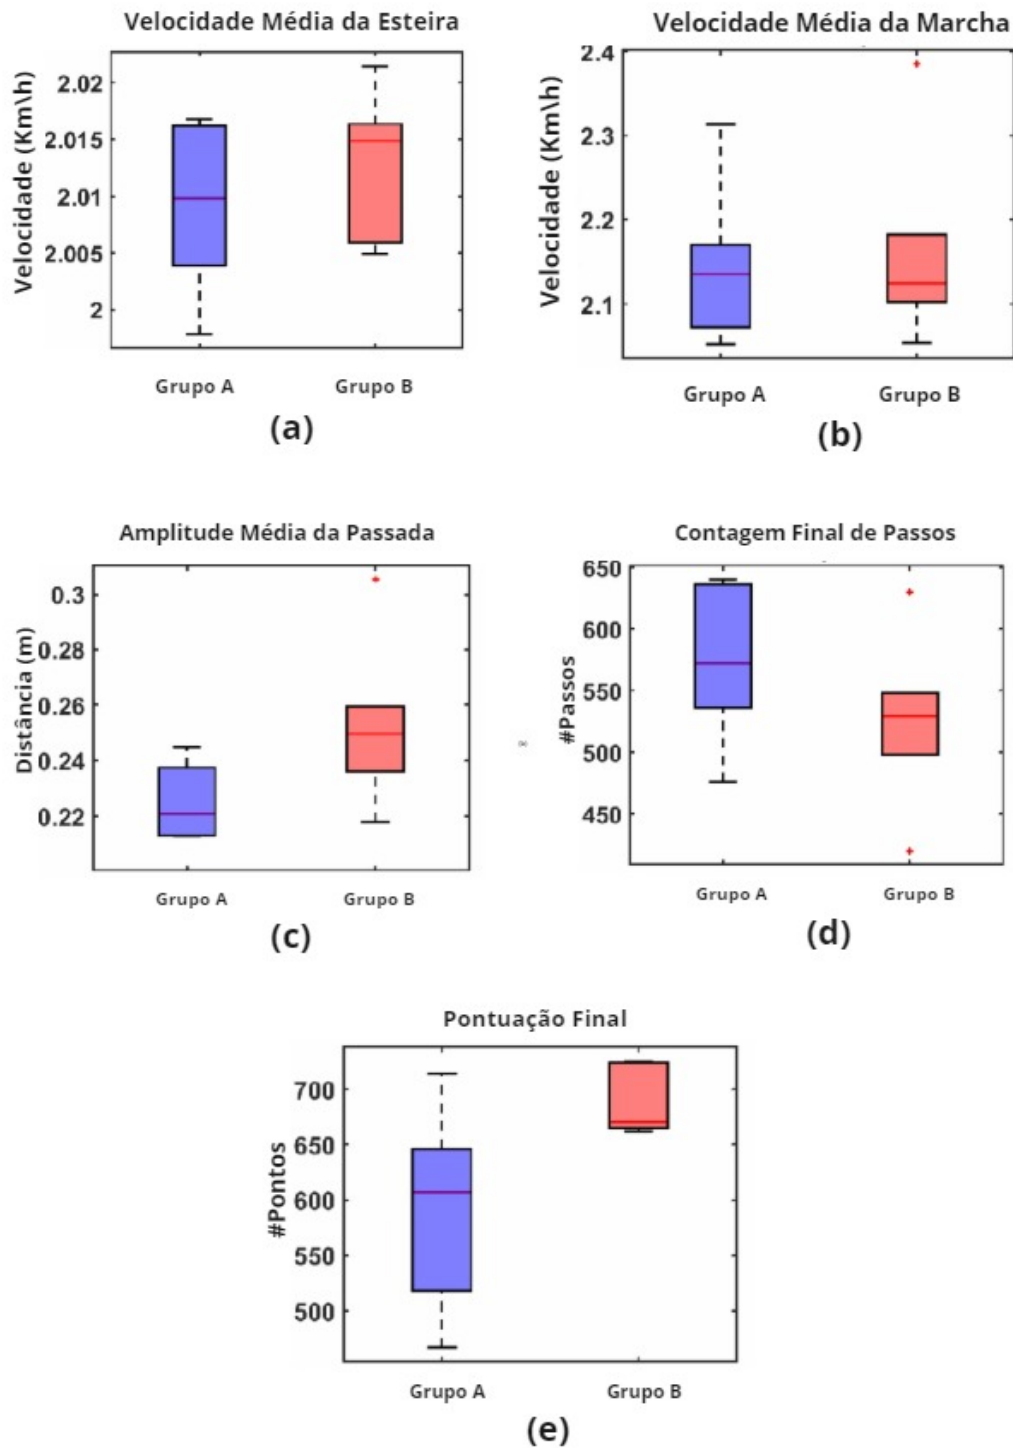 Velocidade Média da Esteira
Velocidade (Km\h)
2.02
2.015
2.01
2.005
2
Grupo A
Grupo B
(a)
Velocidade Média da Marcha
Velocidade (Km\h)
2.4
2.3
2.2
2.1
Grupo A
Grupo B
(b)
Amplitude Média da Passada
Distância (m)
0.3
0.28
0.26
0.24
0.22
Grupo A
Grupo B
(c)
Contagem Final de Passos
#Passos
650
600
550
500
450
Grupo A
Grupo B
(d)
Pontuação Final
#Pontos
700
650
600
550
500
Grupo A
Grupo B
(e)